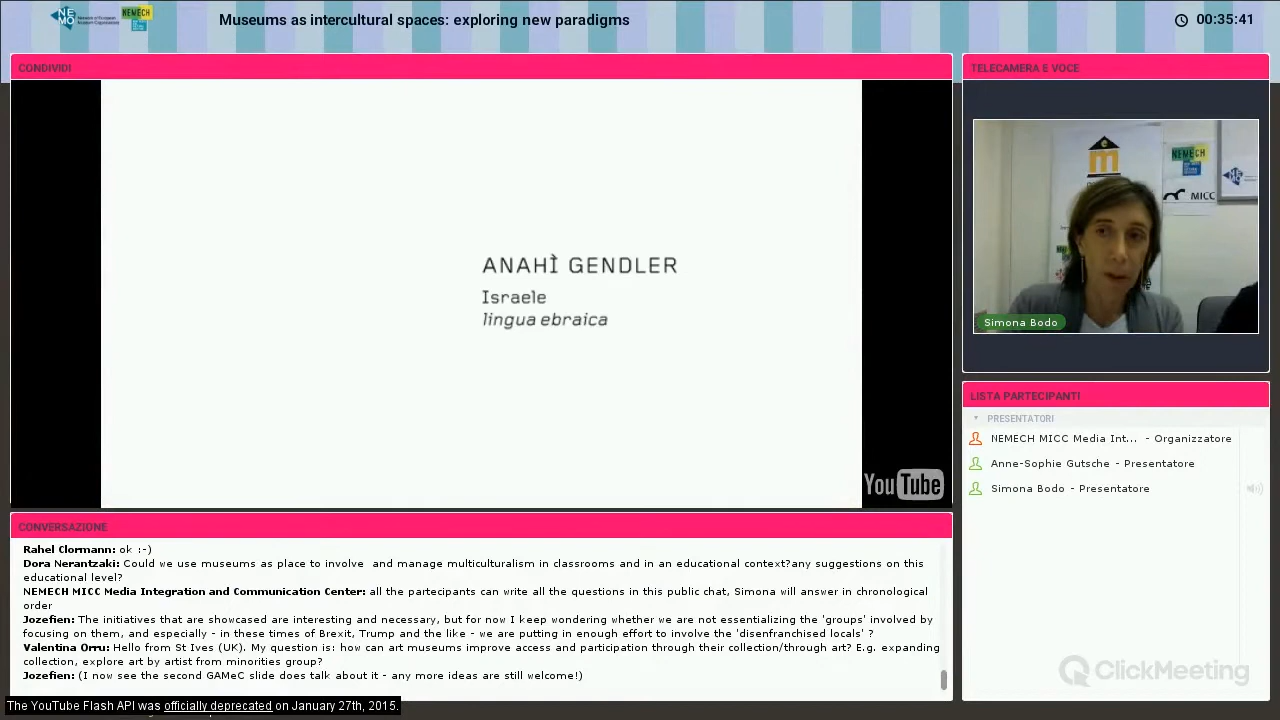 NE
MO
Network of European
Museum Organisations
NEMECH
Museums as intercultural spaces: exploring new paradigms
00:35:41
CONDIVIDI
ANAHÌ GENDLER
Israele
lingua ebraica
YouTube
TELECAMERA E VOCE
m
NEMECH
MICC
Simona Bodo
LISTA PARTECIPANTI
PRESENTATORI
NEMECH MICC Media Int... - Organizzatore
Anne-Sophie Gutsche - Presentatore
Simona Bodo - Presentatore
ClickMeeting
CONVERSAZIONE
Rahel Clormann: ok :-)
Dora Nerantzaki: Could we use museums as place to involve and manage multiculturalism in classrooms and in an educational context?any suggestions on this
educational level?
NEMECH MICC Media Integration and Communication Center: all the partecipants can write all the questions in this public chat, Simona will answer in chronological
order
Jozefien: The initiatives that are showcased are interesting and necessary, but for now I keep wondering whether we are not essentializing the 'groups' involved by
focusing on them, and especially - in these times of Brexit, Trump and the like - we are putting in enough effort to involve the 'disenfranchised locals' ?
Valentina Orru: Hello from St Ives (UK). My question is: how can art museums improve access and participation through their collection/through art? E.g. expanding
collection, explore art by artist from minorities group?
Jozefien: (I now see the second GAMeC slide does talk about it - any more ideas are still welcome!)
The YouTube Flash API was officially deprecated on January 27th, 2015.